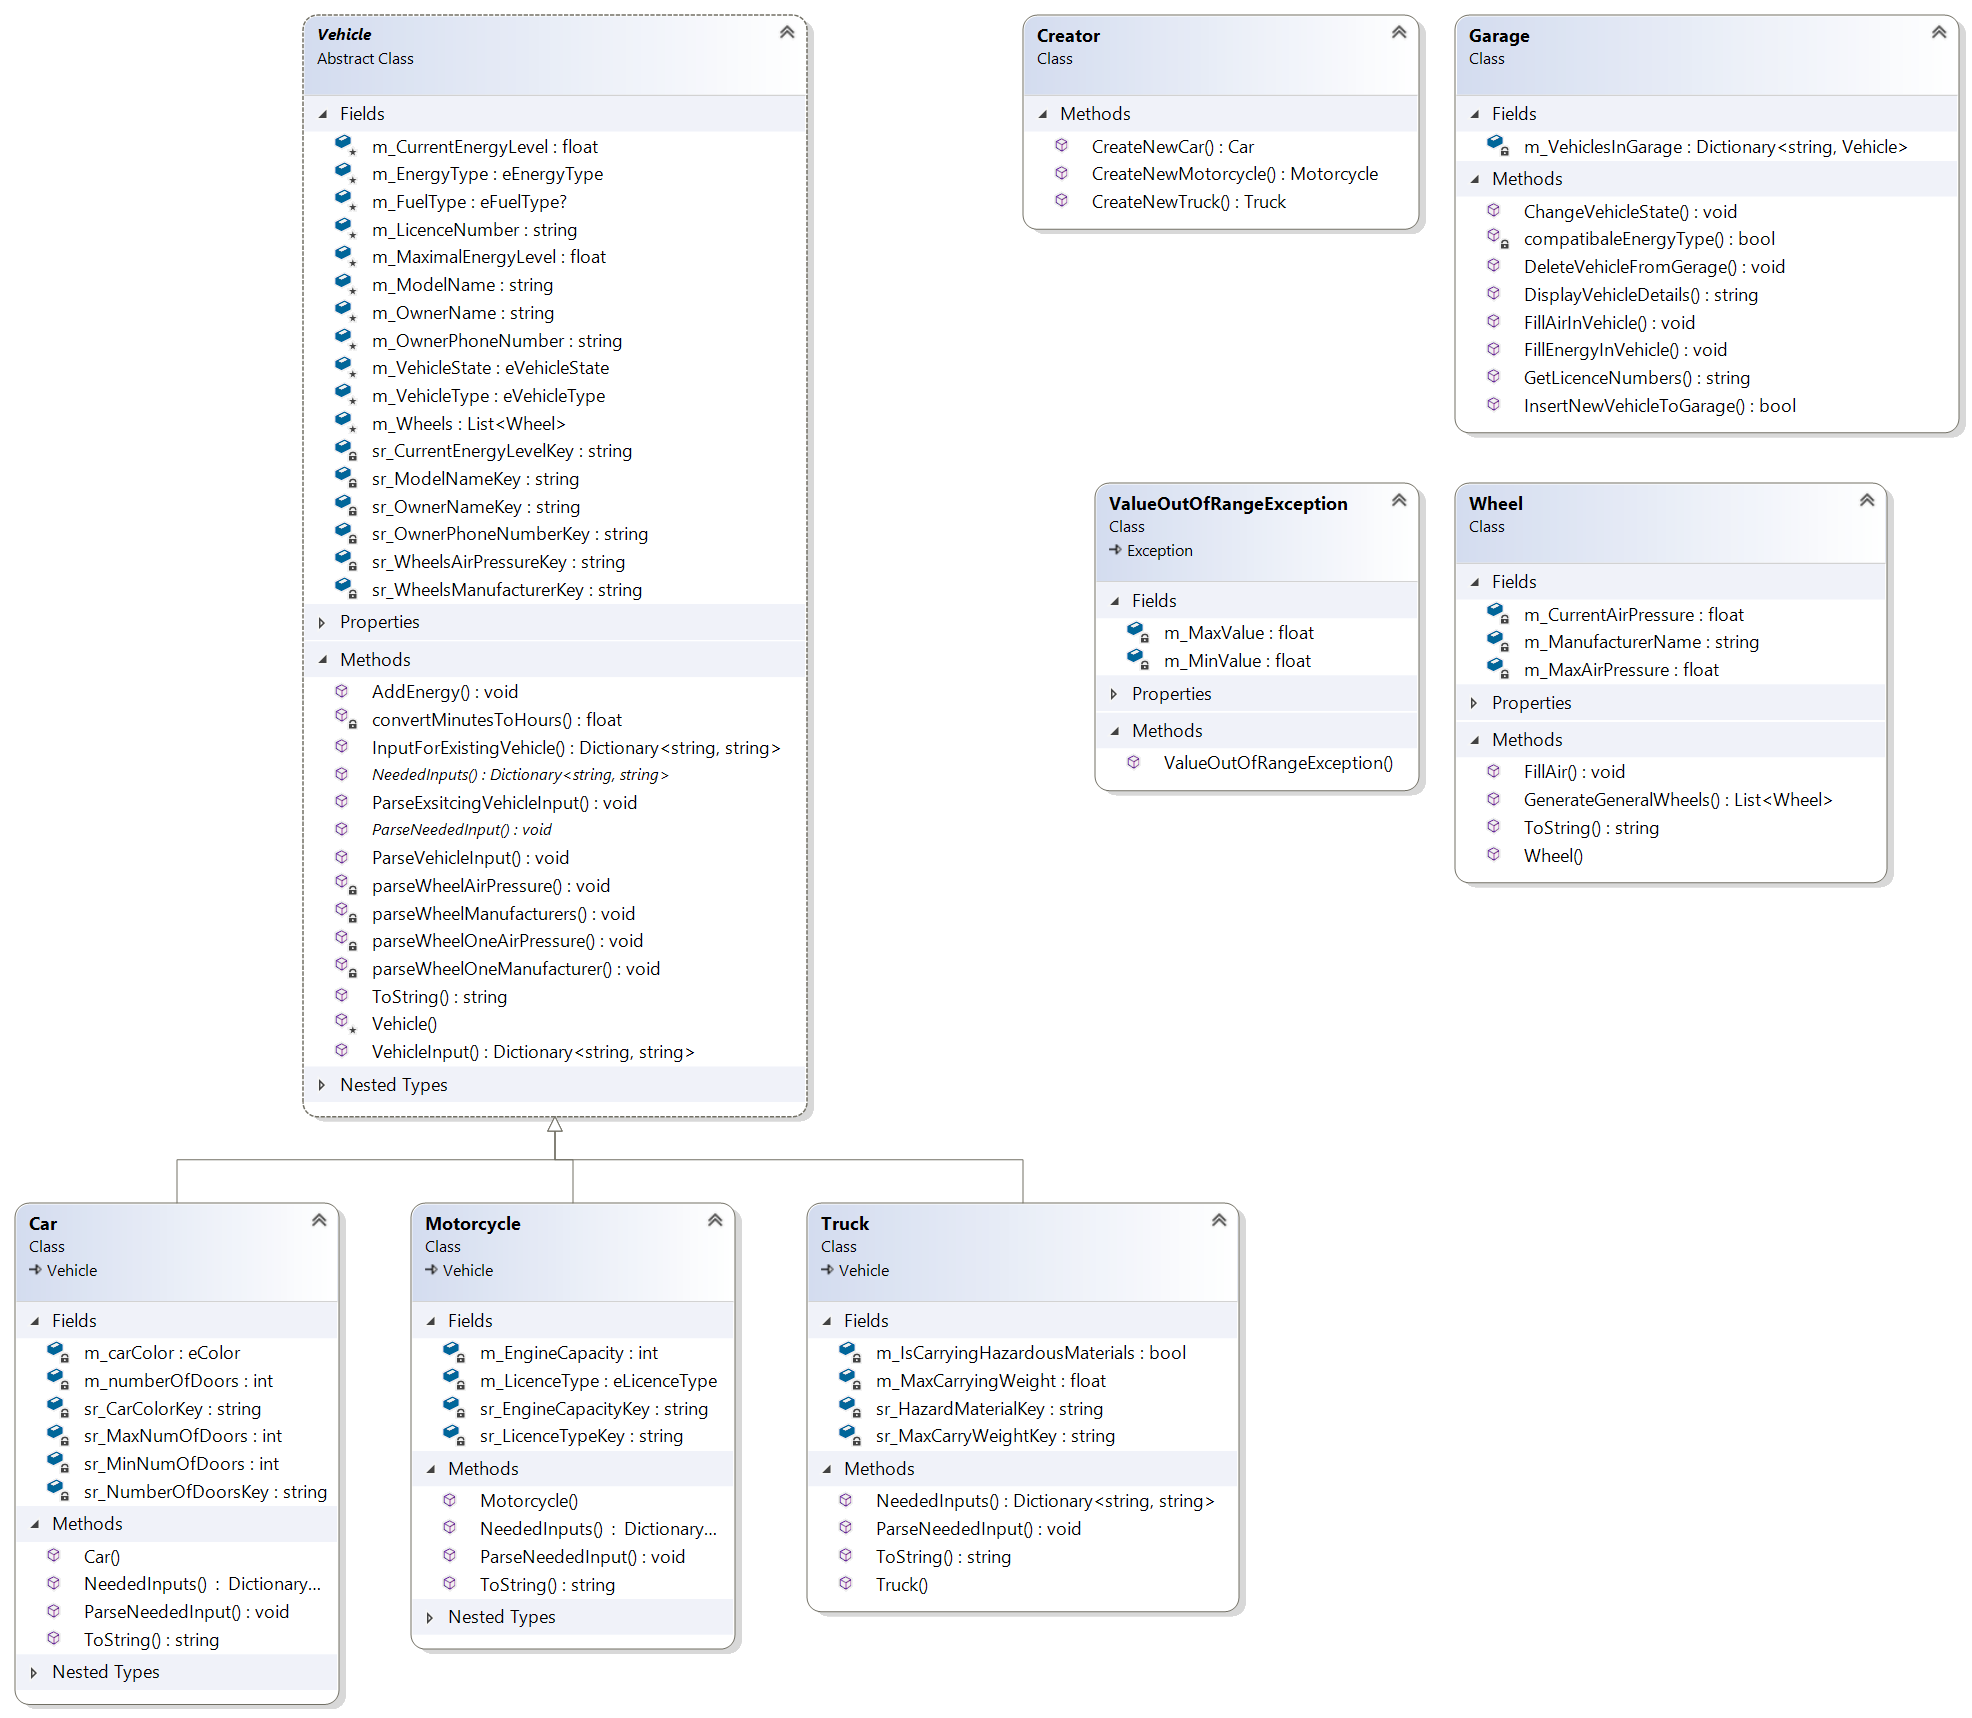 Vehicle
Abstract Class
Fields
m_CurrentEnergyLevel : float
m_EnergyType : eEnergyType
m_FuelType : eFuelType?
m_LicenceNumber : string
m_MaximalEnergyLevel : float
m_ModelName : string
m_OwnerName : string
m_OwnerPhoneNumber : string
m_VehicleState : eVehicleState
m_VehicleType : eVehicleType
m_Wheels : List<Wheel>
sr_CurrentEnergyLevelKey : string
sr_ModelNameKey : string
sr_OwnerNameKey : string
sr_OwnerPhoneNumberKey : string
sr_WheelsAirPressureKey : string
sr_WheelsManufacturerKey : string
Properties
Methods
AddEnergy() : void
convertMinutesToHours() : float
InputForExistingVehicle() : Dictionary<string, string>
NeededInputs() : Dictionary<string, string>
ParseExsitcingVehicleInput() : void
ParseNeededInput() : void
ParseVehicleInput() : void
parseWheelAirPressure() : void
parseWheelManufacturers() : void
parseWheelOneAirPressure() : void
parseWheelOneManufacturer() : void
ToString() : string
Vehicle()
VehicleInput() : Dictionary<string, string>
Nested Types
Creator
Class
Methods
CreateNewCar() : Car
CreateNewMotorcycle() : Motorcycle
CreateNewTruck() : Truck
Garage
Class
Fields
m_VehiclesInGarage : Dictionary<string, Vehicle>
Methods
ChangeVehicleState() : void
compatibaleEnergyType() : bool
DeleteVehicleFromGerage() : void
DisplayVehicleDetails() : string
FillAirInVehicle() : void
FillEnergyInVehicle() : void
GetLicenceNumbers() : string
InsertNewVehicleToGarage() : bool
ValueOutOfRangeException
Class
Exception
Fields
m_MaxValue : float
m_MinValue : float
Properties
Methods
ValueOutOfRangeException()
Wheel
Class
Fields
m_CurrentAirPressure : float
m_ManufacturerName : string
m_MaxAirPressure : float
Properties
Methods
FillAir() : void
GenerateGeneralWheels() : List<Wheel>
ToString() : string
Wheel()
Car
Class
Vehicle
Fields
m_carColor : eColor
m_numberOfDoors : int
sr_CarColorKey : string
sr_MaxNumOfDoors : int
sr_MinNumOfDoors : int
sr_NumberOfDoorsKey : string
Methods
Car()
NeededInputs() : Dictionary...
ParseNeededInput() : void
ToString() : string
Nested Types
Motorcycle
Class
Vehicle
Fields
m_EngineCapacity : int
m_LicenceType : eLicenceType
sr_EngineCapacityKey : string
sr_LicenceTypeKey : string
Methods
Motorcycle()
NeededInputs() : Dictionary...
ParseNeededInput() : void
ToString() : string
Nested Types
Truck
Class
Vehicle
Fields
m_IsCarryingHazardousMaterials : bool
m_MaxCarryingWeight : float
sr_HazardMaterialKey : string
sr_MaxCarryWeightKey : string
Methods
NeededInputs() : Dictionary<string, string>
ParseNeededInput() : void
ToString() : string
Truck()